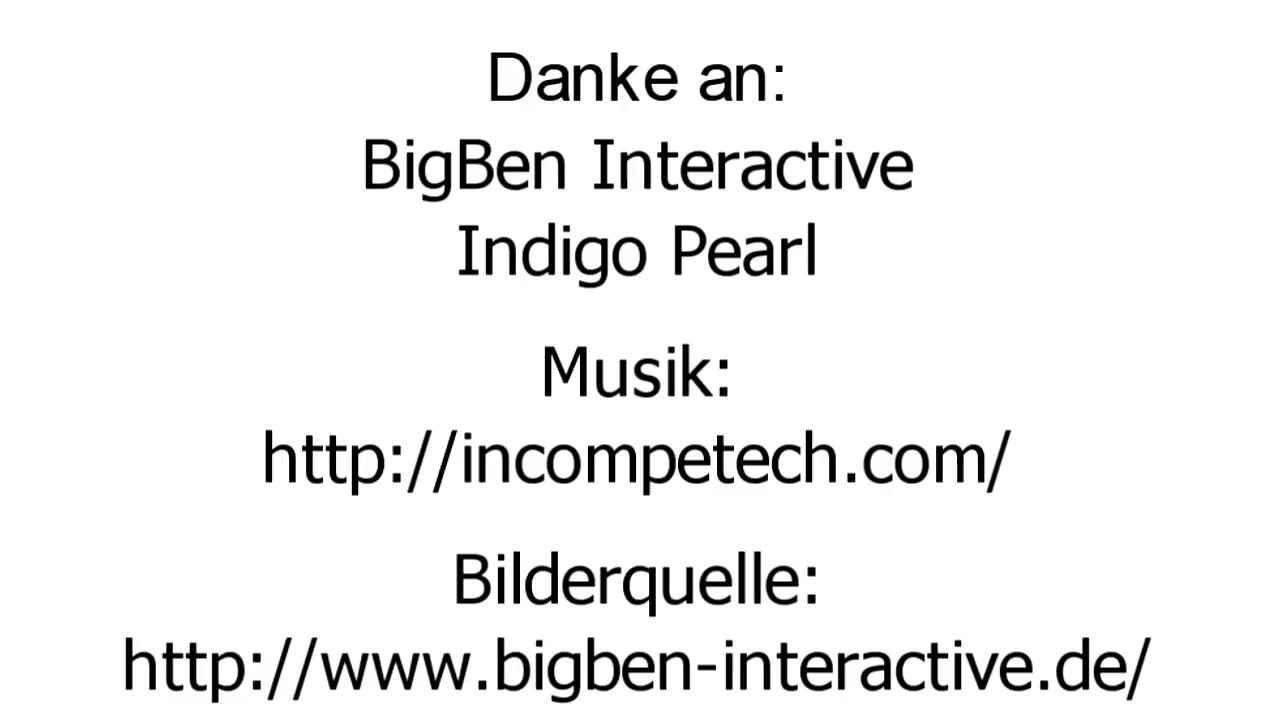 Danke an:
BigBen Interactive
Indigo Pearl
Musik:
http://incompetech.com/
Bilderquelle:
http://www.bigben-interactive.de/